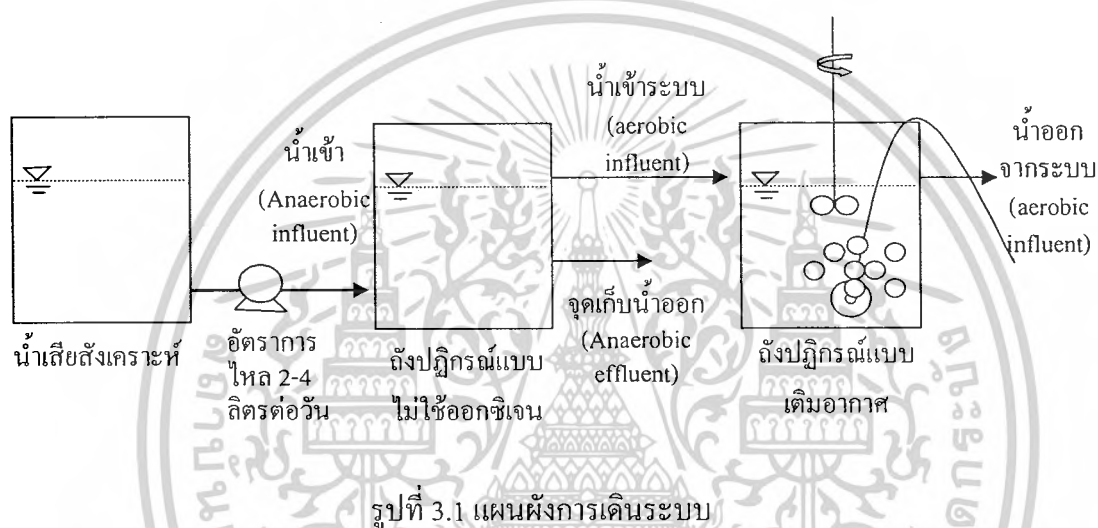 น้ำเสียสังเคราะห์
น้ำเข้า
(Anaerobic
influent)
อัตราการ
ไหล 2-4
ลิตรต่อวัน
ถังปฏิกรณ์แบบ
ไม่ใช้ออกซิเจน
น้ำเข้าระบบ
(aerobic
influent)
จุดเก็บน้ำออก
(Anaerobic
effluent)
ถังปฏิกรณ์แบบ
เติมอากาศ
น้ำออก
จากระบบ
(aerobic
influent)
รูปที่ 3.1 แผนผังการเดินระบบ